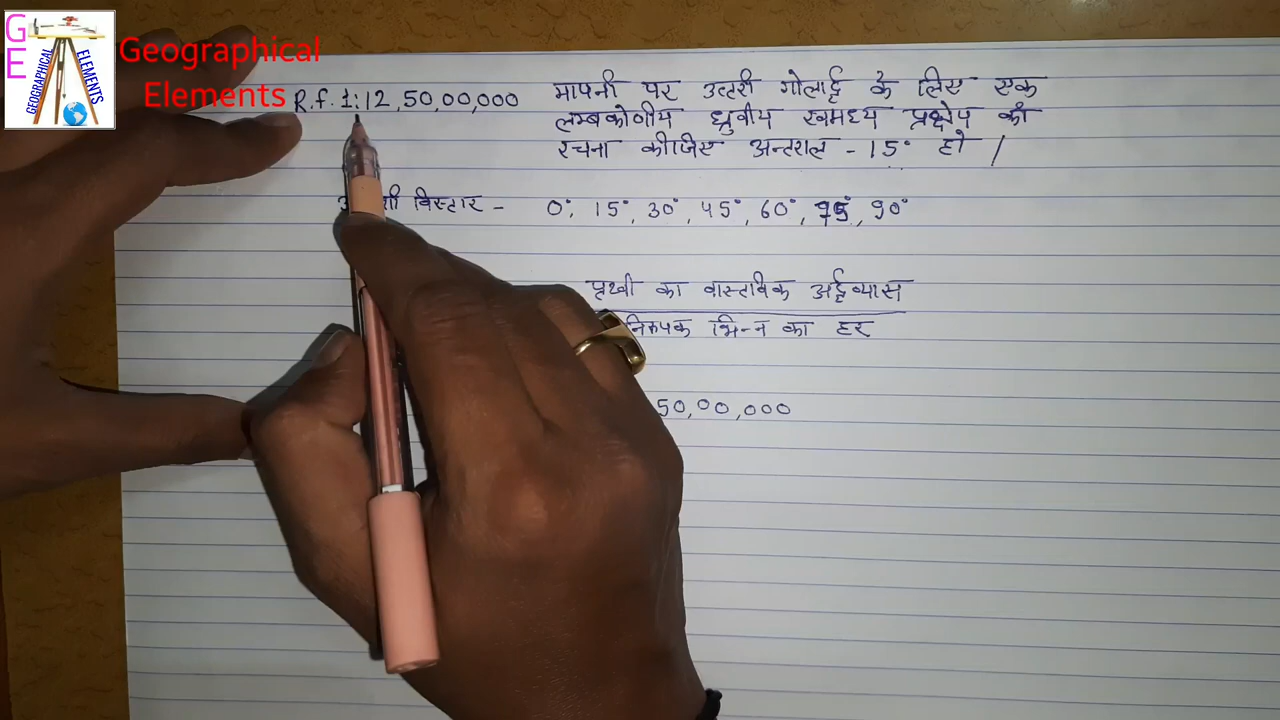 GE
GEOGRAPHICAL
ELEMENTS
Geographical
Elements
R.f. 1:12,50,00,000 मापनी पर उत्तरी गोलार्द्ध के लिए एक
लम्बकोणीय ध्रुवीय खमध्य प्रक्षेप की
रचना कीजिए अन्तराल - 15° हो /
विस्तार - 0°, 15°, 30°, 45°, 60°, 75°, 90°
पृथ्वी का वास्तविक अर्द्धव्यास
निरूपक भिन्न का हर
50,00,000